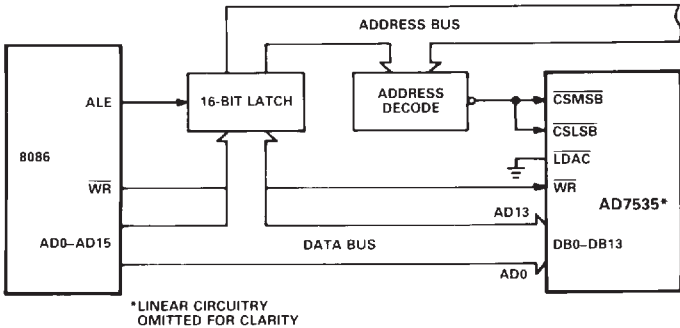 ADDRESS BUS
ALE
16-BIT LATCH
ADDRESS
DECODE
CSMSB
CSLSB
8086
LDAC
WR
WR
AD7535*
AD13
AD0–AD15
DATA BUS
DB0–DB13
AD0
*LINEAR CIRCUITRY
OMITTED FOR CLARITY